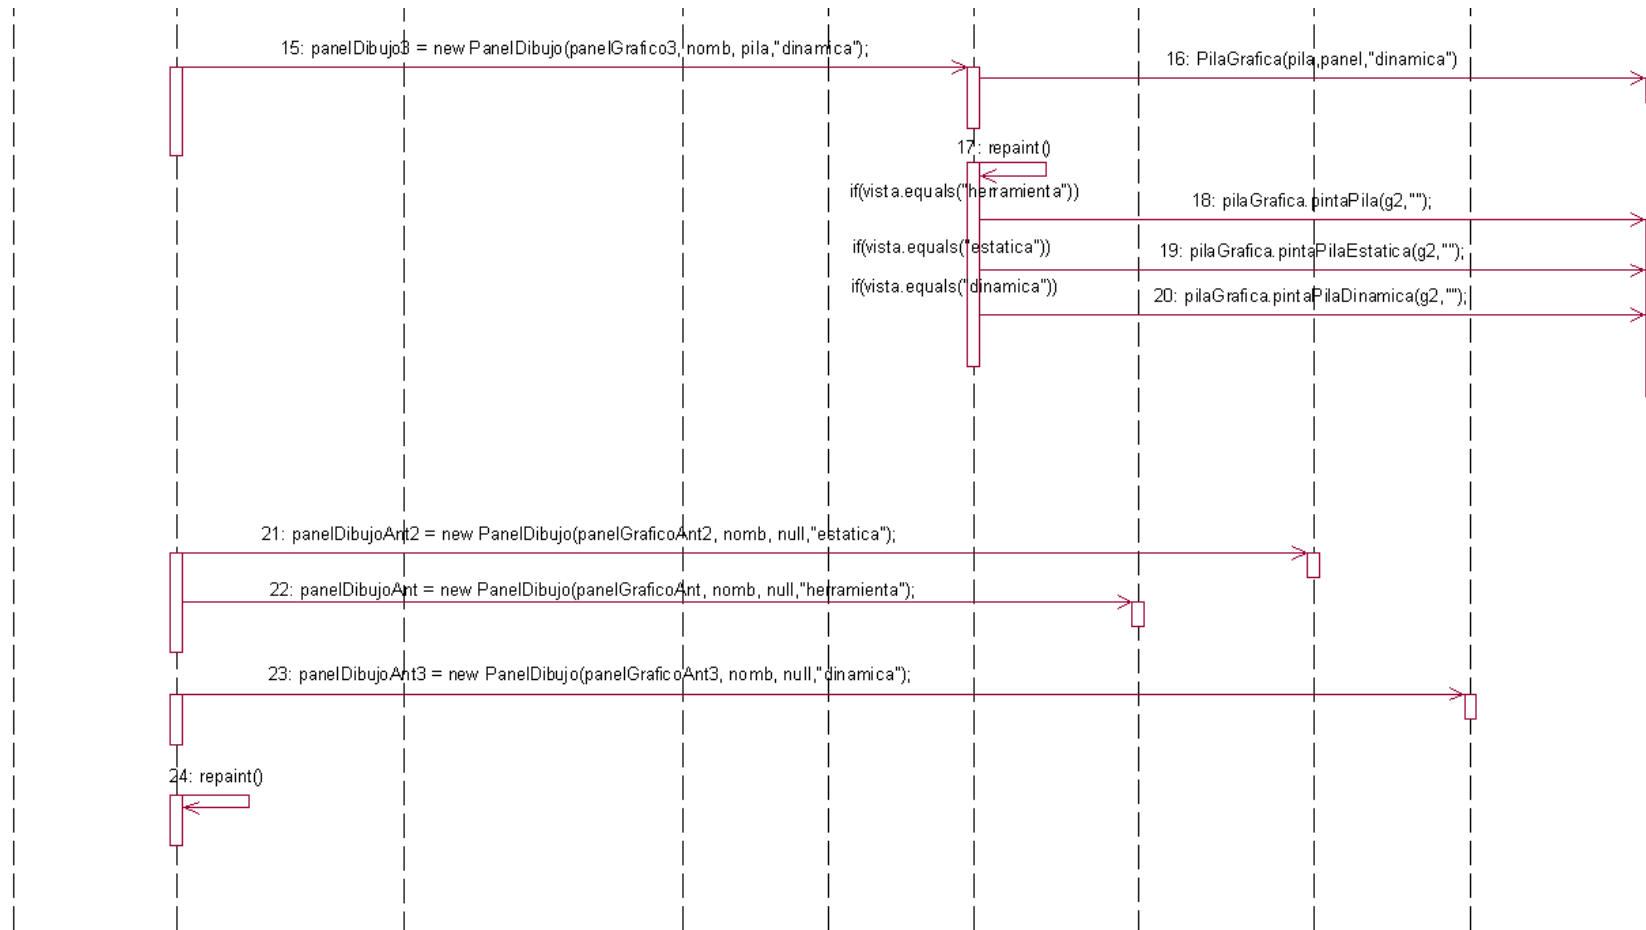 15: panelDibujo3 = new PanelDibujo(panelGrafico3, nomb, pila,"dinamica");
16: PilaGrafica(pila,panel,"dinamica")
17: repaint()
if(vista.equals("herramienta"))
18: pilaGrafica.pintaPila(g2,"");
if(vista.equals("estatica"))
19: pilaGrafica.pintaPilaEstatica(g2,"");
if(vista.equals("dinamica"))
20: pilaGrafica.pintaPilaDinamica(g2,"");
21: panelDibujoAnt2 = new PanelDibujo(panelGraficoAnt2, nomb, null,"estatica");
22: panelDibujoAnt = new PanelDibujo(panelGraficoAnt, nomb, null,"herramienta");
23: panelDibujoAnt3 = new PanelDibujo(panelGraficoAnt3, nomb, null,"dinamica");
24: repaint()